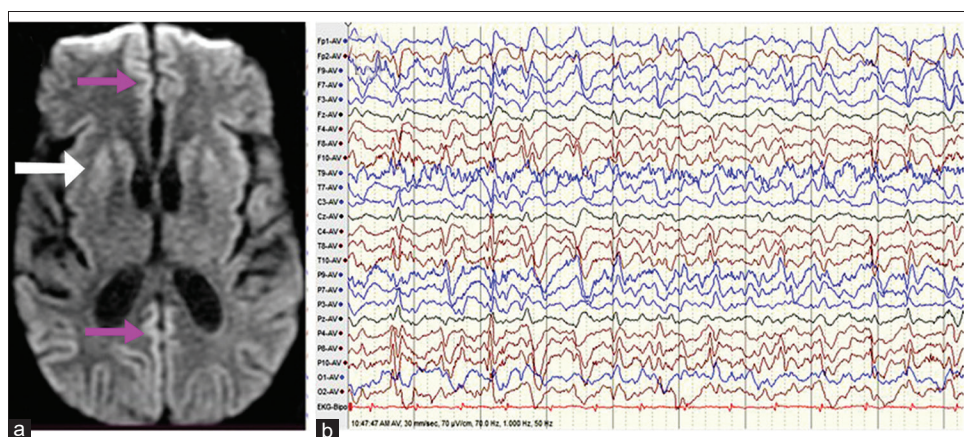 Fp1-AV
Fp2-AV
F9-AV
F7-AV
F3-AV
Fz-AV
F4-AV
F8-AV
F10-AV
T9-AV
T7-AV
C3-AV
Cz-AV
C4-AV
T8-AV
T10-AV
P9-AV
P7-AV
P3-AV
Pz-AV
P4-AV
P8-AV
P10-AV
O1-AV
O2-AV
EKG-Bipo
10:47:47 AM AV, 30 mm/sec, 70 µV/cm, 70.0 Hz, 1.000 Hz, 50 Hz
a
b